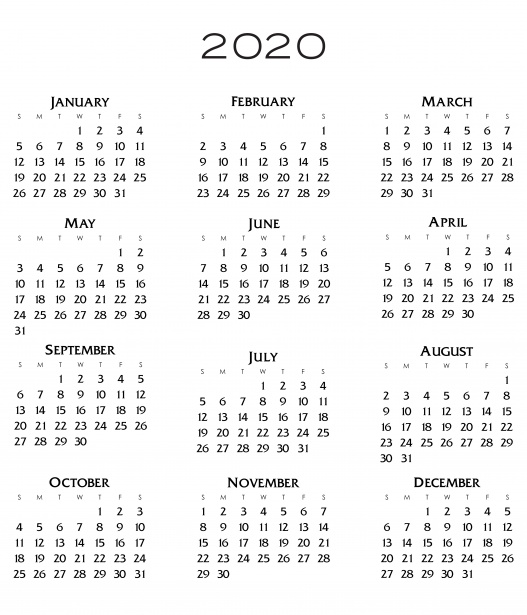 2020
JANUARY
S M T W T F S
1 2 3 4
5 6 7 8 9 10 11
12 13 14 15 16 17 18
19 20 21 22 23 24 25
26 27 28 29 30 31
FEBRUARY
S M T W T F S
1
2 3 4 5 6 7 8
9 10 11 12 13 14 15
16 17 18 19 20 21 22
23 24 25 26 27 28 29
MARCH
S M T W T F S
1 2 3 4 5 6 7
8 9 10 11 12 13 14
15 16 17 18 19 20 21
22 23 24 25 26 27 28
29 30 31
MAY
S M T W T F S
1 2
3 4 5 6 7 8 9
10 11 12 13 14 15 16
17 18 19 20 21 22 23
24 25 26 27 28 29 30
31
JUNE
S M T W T F S
1 2 3 4 5 6
7 8 9 10 11 12 13
14 15 16 17 18 19 20
21 22 23 24 25 26 27
28 29 30
APRIL
S M T W T F S
1 2 3 4
5 6 7 8 9 10 11
12 13 14 15 16 17 18
19 20 21 22 23 24 25
26 27 28 29 30
SEPTEMBER
S M T W T F S
1 2 3 4 5
6 7 8 9 10 11 12
13 14 15 16 17 18 19
20 21 22 23 24 25 26
27 28 29 30
JULY
S M T W T F S
1 2 3 4
5 6 7 8 9 10 11
12 13 14 15 16 17 18
19 20 21 22 23 24 25
26 27 28 29 30 31
AUGUST
S M T W T F S
1
2 3 4 5 6 7 8
9 10 11 12 13 14 15
16 17 18 19 20 21 22
23 24 25 26 27 28 29
30 31
OCTOBER
S M T W T F S
1 2 3
4 5 6 7 8 9 10
11 12 13 14 15 16 17
18 19 20 21 22 23 24
25 26 27 28 29 30 31
NOVEMBER
S M T W T F S
1 2 3 4 5 6 7
8 9 10 11 12 13 14
15 16 17 18 19 20 21
22 23 24 25 26 27 28
29 30
DECEMBER
S M T W T F S
1 2 3 4 5
6 7 8 9 10 11 12
13 14 15 16 17 18 19
20 21 22 23 24 25 26
27 28 29 30 31